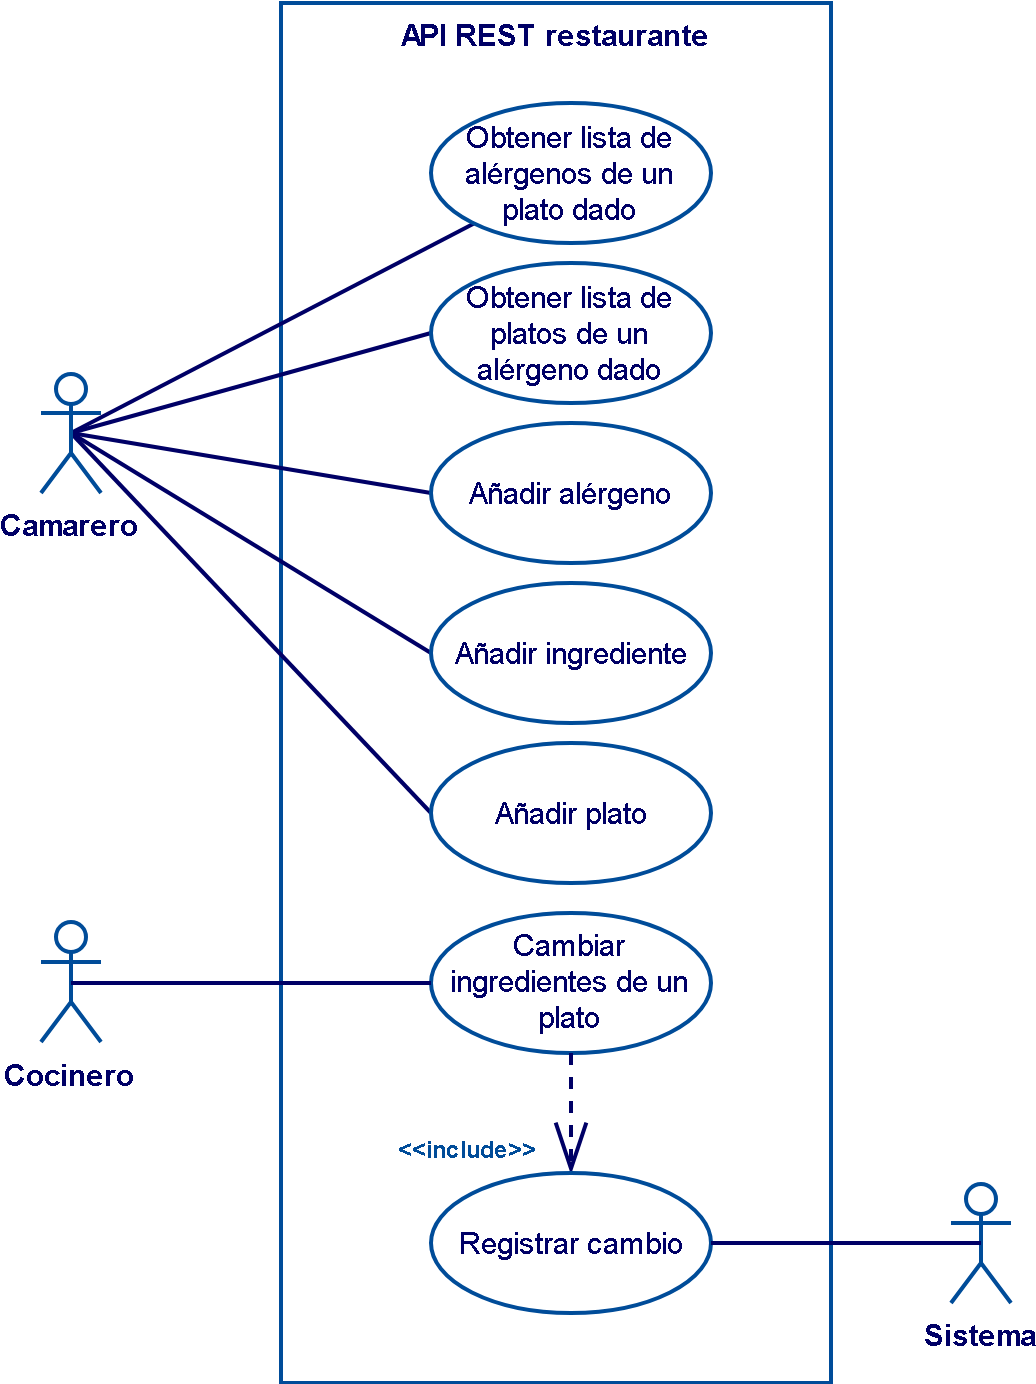 API REST restaurante
Obtener lista de
alérgenos de un
plato dado
Obtener lista de
platos de un
alérgeno dado
Añadir alérgeno
Camarero
Añadir ingrediente
Añadir plato
Cambiar
ingredientes de un
plato
Cocinero
<<include>>
Registrar cambio
Sistema